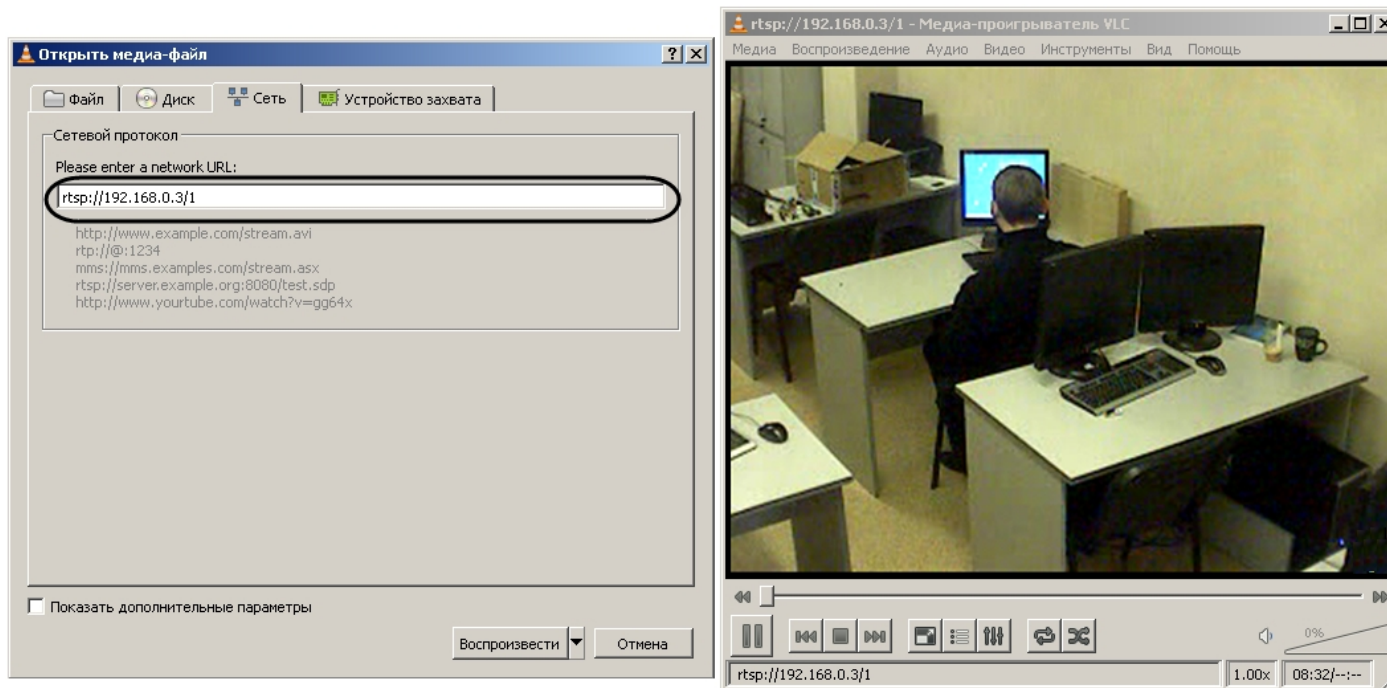 Открыть медиа-файл
Файл Диск Сеть Устройство захвата
Сетевой протокол
Please enter a network URL:
rtsp://192.168.0.3/1
http://www.example.com/stream.avi
rtp://@:1234
mms://mms.examples.com/stream.asx
rtsp://server.example.org:8080/test.sdp
http://www.yourtube.com/watch?v=gg64x
Показать дополнительные параметры
Воспроизвести Отмена
rtsp://192.168.0.3/1 - Медиа-проигрыватель VLC
Медиа Воспроизведение Аудио Видео Инструменты Вид Помощь
0%
rtsp://192.168.0.3/1 1.00x 08:32/--:--